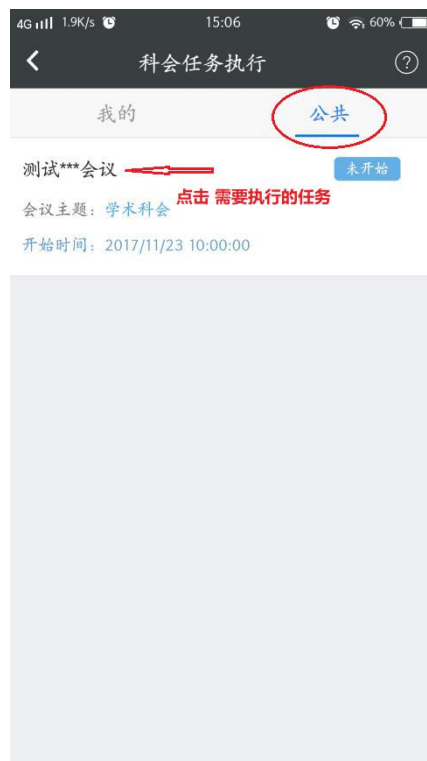 4G 1.9K/s 15:06 60%
科会任务执行 ?
我的 公共
测试***会议 未开始
点击 需要执行的任务
会议主题：学术科会
开始时间：2017/11/23 10:00:00